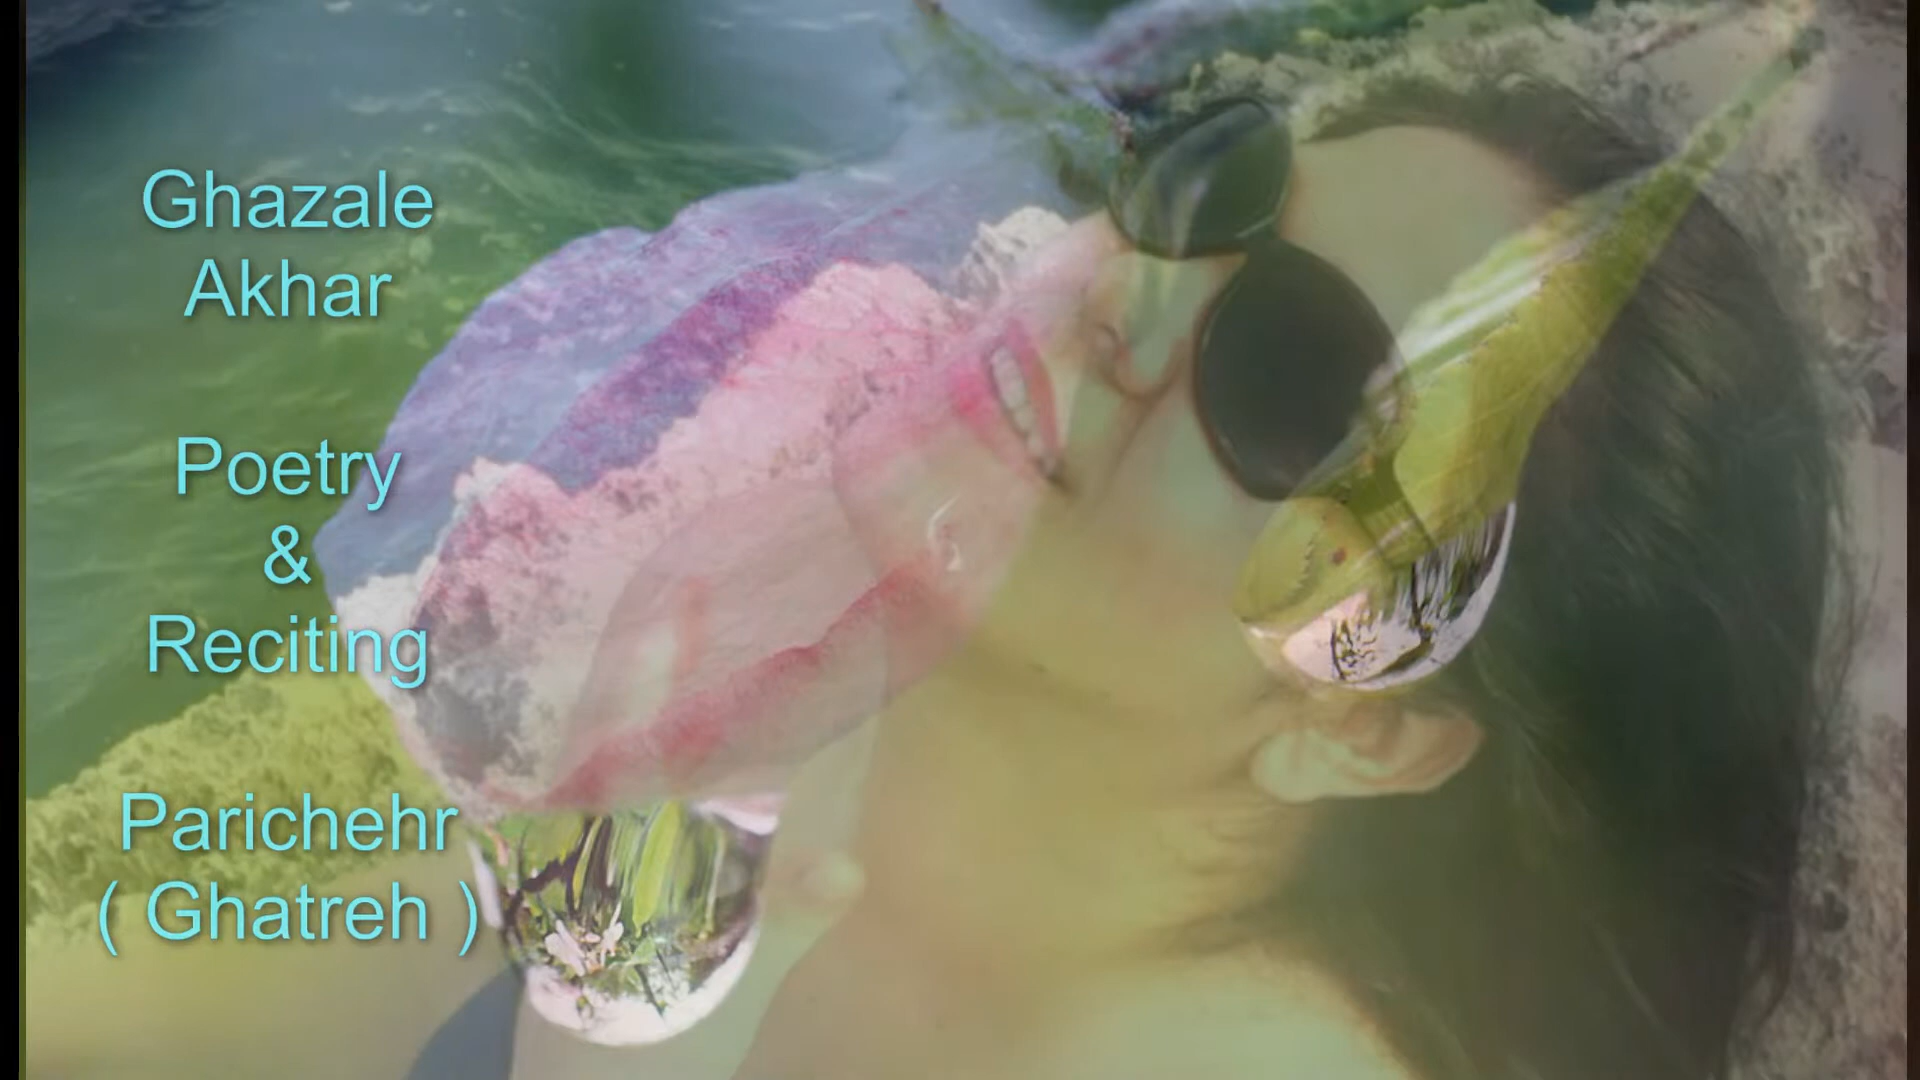 Ghazale
Akhar
Poetry
&
Reciting
Parichehr
( Ghatreh )